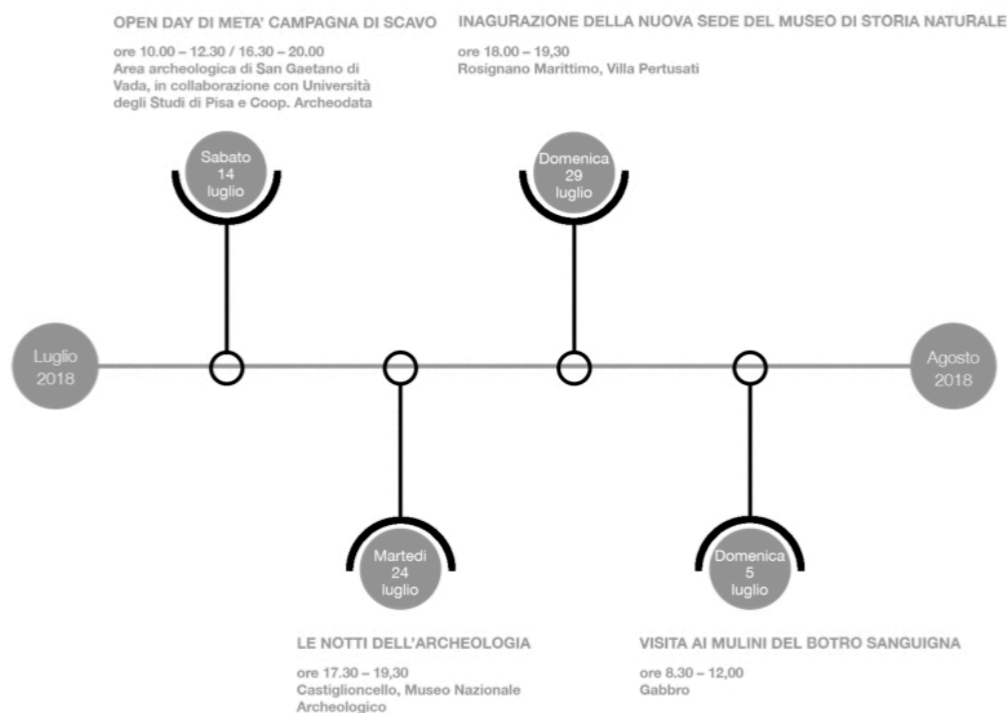 OPEN DAY DI META' CAMPAGNA DI SCAVO
ore 10.00 – 12.30 / 16.30 – 20.00
Area archeologica di San Gaetano di
Vada, in collaborazione con Università
degli Studi di Pisa e Coop. Archeodata
INAGURAZIONE DELLA NUOVA SEDE DEL MUSEO DI STORIA NATURALE
ore 18.00 – 19,30
Rosignano Marittimo, Villa Pertusati
Sabato
14
luglio
Domenica
29
luglio
Luglio
2018
Agosto
2018
Martedi
24
luglio
Domenica
5
luglio
LE NOTTI DELL'ARCHEOLOGIA
ore 17.30 – 19,30
Castiglioncello, Museo Nazionale
Archeologico
VISITA AI MULINI DEL BOTRO SANGUIGNA
ore 8.30 – 12,00
Gabbro